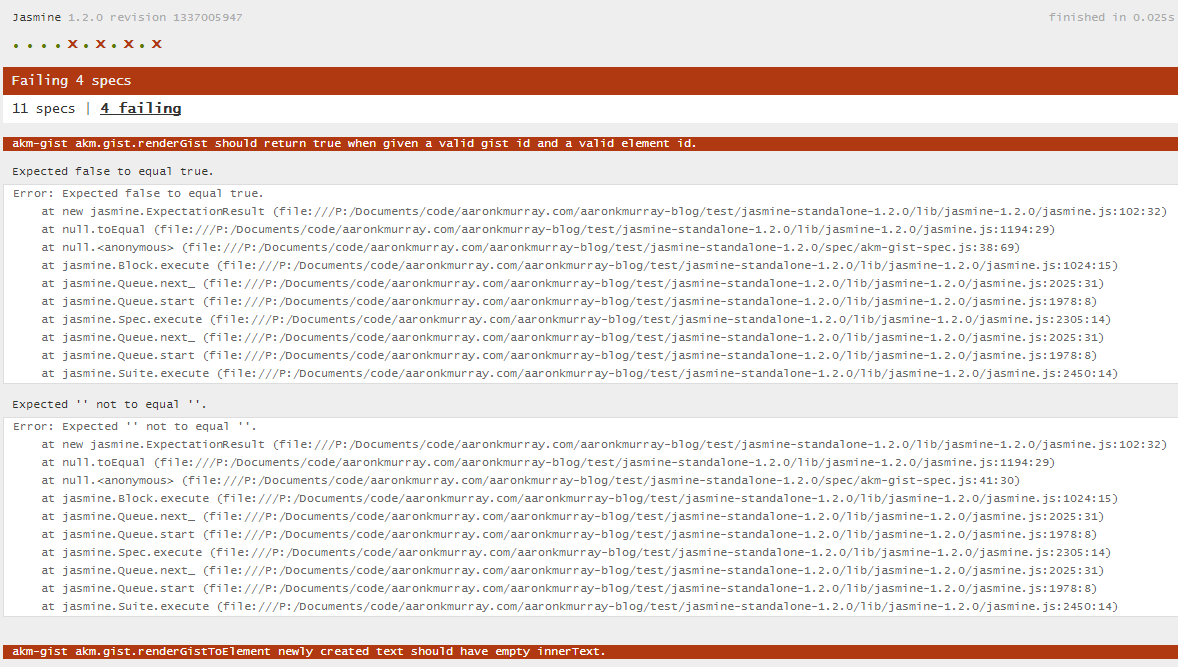 Jasmine 1.2.0 revision 1337005947 finished in 0.025s
. . . . x . x . x . x
Failing 4 specs
11 specs | 4 failing
akm-gist akm.gist.renderGist should return true when given a valid gist id and a valid element id.
Expected false to equal true.
Error: Expected false to equal true.
at new jasmine.ExpectationResult (file:///P:/Documents/code/aaronkmurray.com/aaronkmurray-blog/test/jasmine-standalone-1.2.0/lib/jasmine-1.2.0/jasmine.js:102:32)
at null.toEqual (file:///P:/Documents/code/aaronkmurray.com/aaronkmurray-blog/test/jasmine-standalone-1.2.0/lib/jasmine-1.2.0/jasmine.js:1194:29)
at null.<anonymous> (file:///P:/Documents/code/aaronkmurray.com/aaronkmurray-blog/test/jasmine-standalone-1.2.0/spec/akm-gist-spec.js:38:69)
at jasmine.Block.execute (file:///P:/Documents/code/aaronkmurray.com/aaronkmurray-blog/test/jasmine-standalone-1.2.0/lib/jasmine-1.2.0/jasmine.js:1024:15)
at jasmine.Queue.next_ (file:///P:/Documents/code/aaronkmurray.com/aaronkmurray-blog/test/jasmine-standalone-1.2.0/lib/jasmine-1.2.0/jasmine.js:2025:31)
at jasmine.Queue.start (file:///P:/Documents/code/aaronkmurray.com/aaronkmurray-blog/test/jasmine-standalone-1.2.0/lib/jasmine-1.2.0/jasmine.js:1978:8)
at jasmine.Spec.execute (file:///P:/Documents/code/aaronkmurray.com/aaronkmurray-blog/test/jasmine-standalone-1.2.0/lib/jasmine-1.2.0/jasmine.js:2305:14)
at jasmine.Queue.next_ (file:///P:/Documents/code/aaronkmurray.com/aaronkmurray-blog/test/jasmine-standalone-1.2.0/lib/jasmine-1.2.0/jasmine.js:2025:31)
at jasmine.Queue.start (file:///P:/Documents/code/aaronkmurray.com/aaronkmurray-blog/test/jasmine-standalone-1.2.0/lib/jasmine-1.2.0/jasmine.js:1978:8)
at jasmine.Suite.execute (file:///P:/Documents/code/aaronkmurray.com/aaronkmurray-blog/test/jasmine-standalone-1.2.0/lib/jasmine-1.2.0/jasmine.js:2450:14)
Expected '' not to equal ''.
Error: Expected '' not to equal ''.
at new jasmine.ExpectationResult (file:///P:/Documents/code/aaronkmurray.com/aaronkmurray-blog/test/jasmine-standalone-1.2.0/lib/jasmine-1.2.0/jasmine.js:102:32)
at null.toEqual (file:///P:/Documents/code/aaronkmurray.com/aaronkmurray-blog/test/jasmine-standalone-1.2.0/lib/jasmine-1.2.0/jasmine.js:1194:29)
at null.<anonymous> (file:///P:/Documents/code/aaronkmurray.com/aaronkmurray-blog/test/jasmine-standalone-1.2.0/spec/akm-gist-spec.js:41:30)
at jasmine.Block.execute (file:///P:/Documents/code/aaronkmurray.com/aaronkmurray-blog/test/jasmine-standalone-1.2.0/lib/jasmine-1.2.0/jasmine.js:1024:15)
at jasmine.Queue.next_ (file:///P:/Documents/code/aaronkmurray.com/aaronkmurray-blog/test/jasmine-standalone-1.2.0/lib/jasmine-1.2.0/jasmine.js:2025:31)
at jasmine.Queue.start (file:///P:/Documents/code/aaronkmurray.com/aaronkmurray-blog/test/jasmine-standalone-1.2.0/lib/jasmine-1.2.0/jasmine.js:1978:8)
at jasmine.Spec.execute (file:///P:/Documents/code/aaronkmurray.com/aaronkmurray-blog/test/jasmine-standalone-1.2.0/lib/jasmine-1.2.0/jasmine.js:2305:14)
at jasmine.Queue.next_ (file:///P:/Documents/code/aaronkmurray.com/aaronkmurray-blog/test/jasmine-standalone-1.2.0/lib/jasmine-1.2.0/jasmine.js:2025:31)
at jasmine.Queue.start (file:///P:/Documents/code/aaronkmurray.com/aaronkmurray-blog/test/jasmine-standalone-1.2.0/lib/jasmine-1.2.0/jasmine.js:1978:8)
at jasmine.Suite.execute (file:///P:/Documents/code/aaronkmurray.com/aaronkmurray-blog/test/jasmine-standalone-1.2.0/lib/jasmine-1.2.0/jasmine.js:2450:14)
akm-gist akm.gist.renderGistToElement newly created text should have empty innerText.